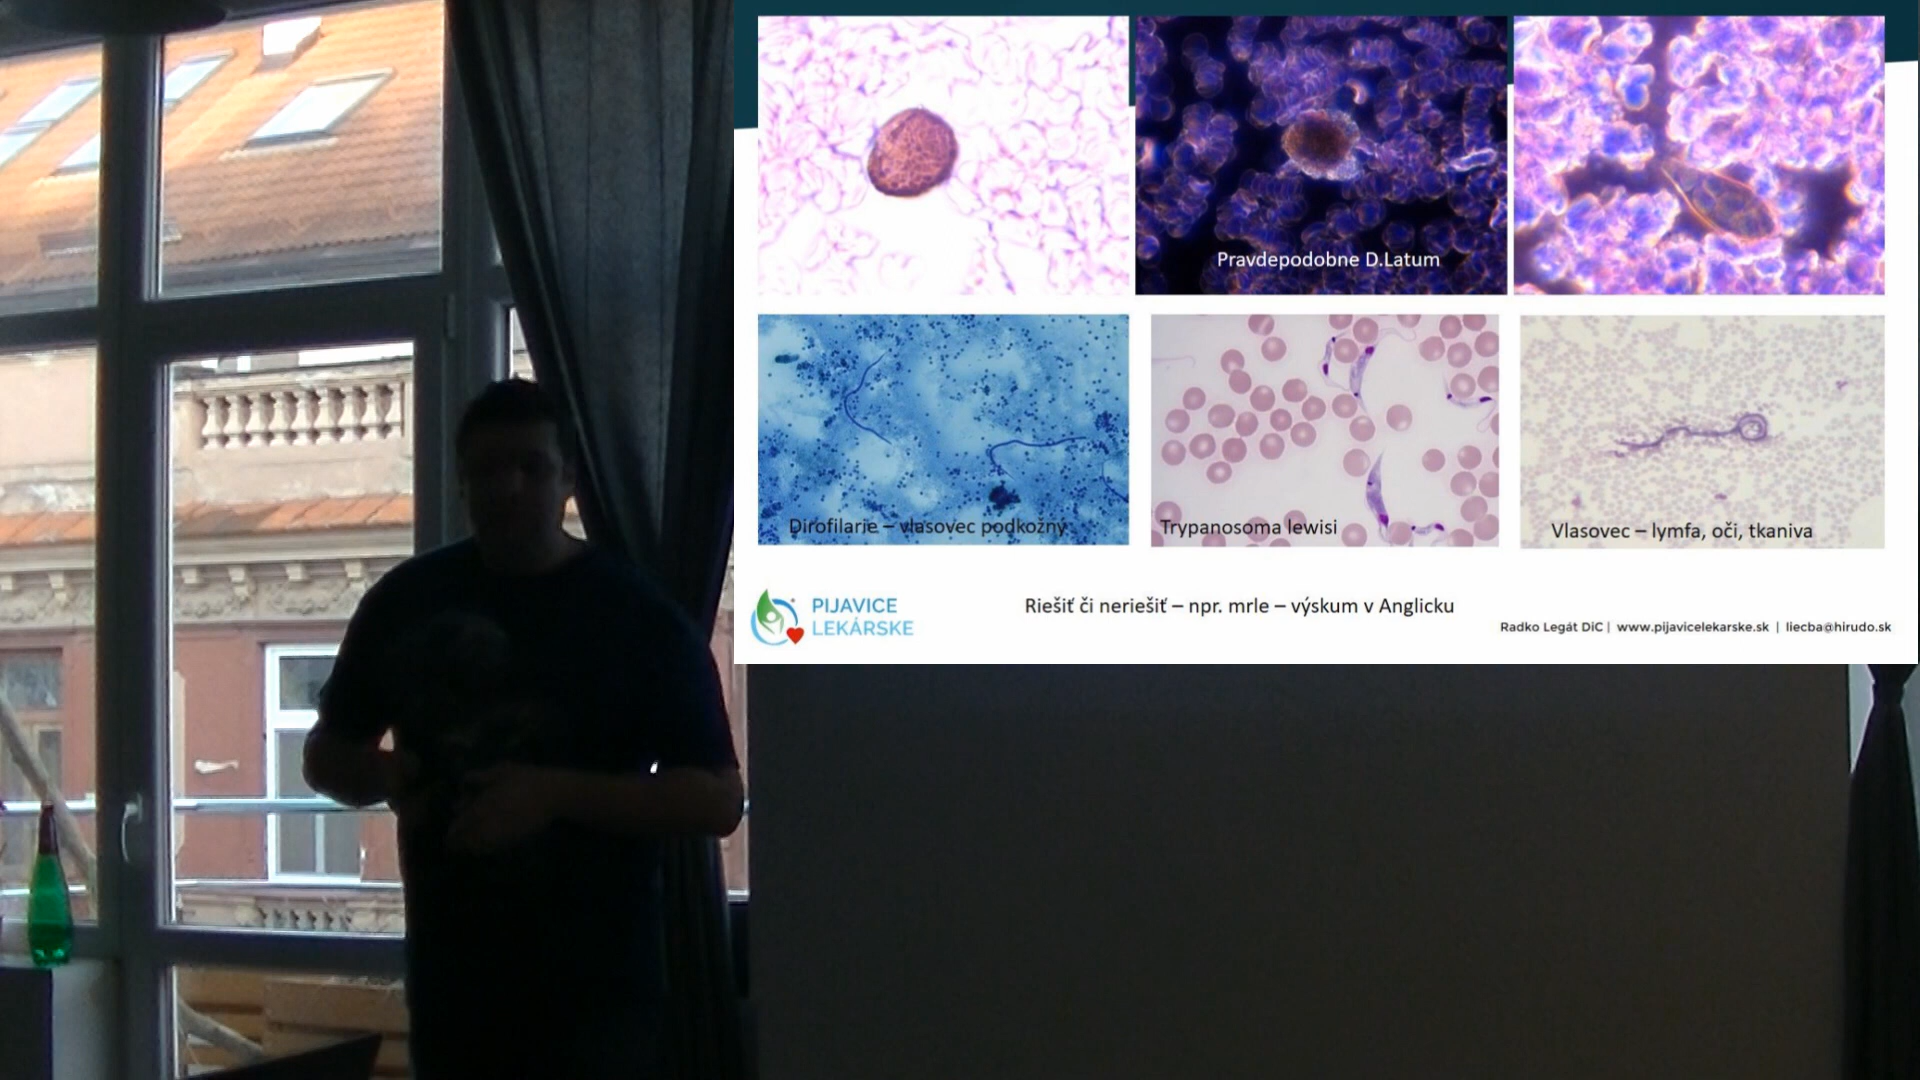 Pravdepodobne D.Latum
Dirofilarie – vlasovec podkožný
Trypanosoma lewisi
Vlasovec – lymfa, oči, tkaniva
PIJAVICE
LEKÁRSKE
Riešiť či neriešiť – npr. mrle – výskum v Anglicku
Radko Legát DiC | www.pijavicelekarske.sk | liecba@hirudo.sk